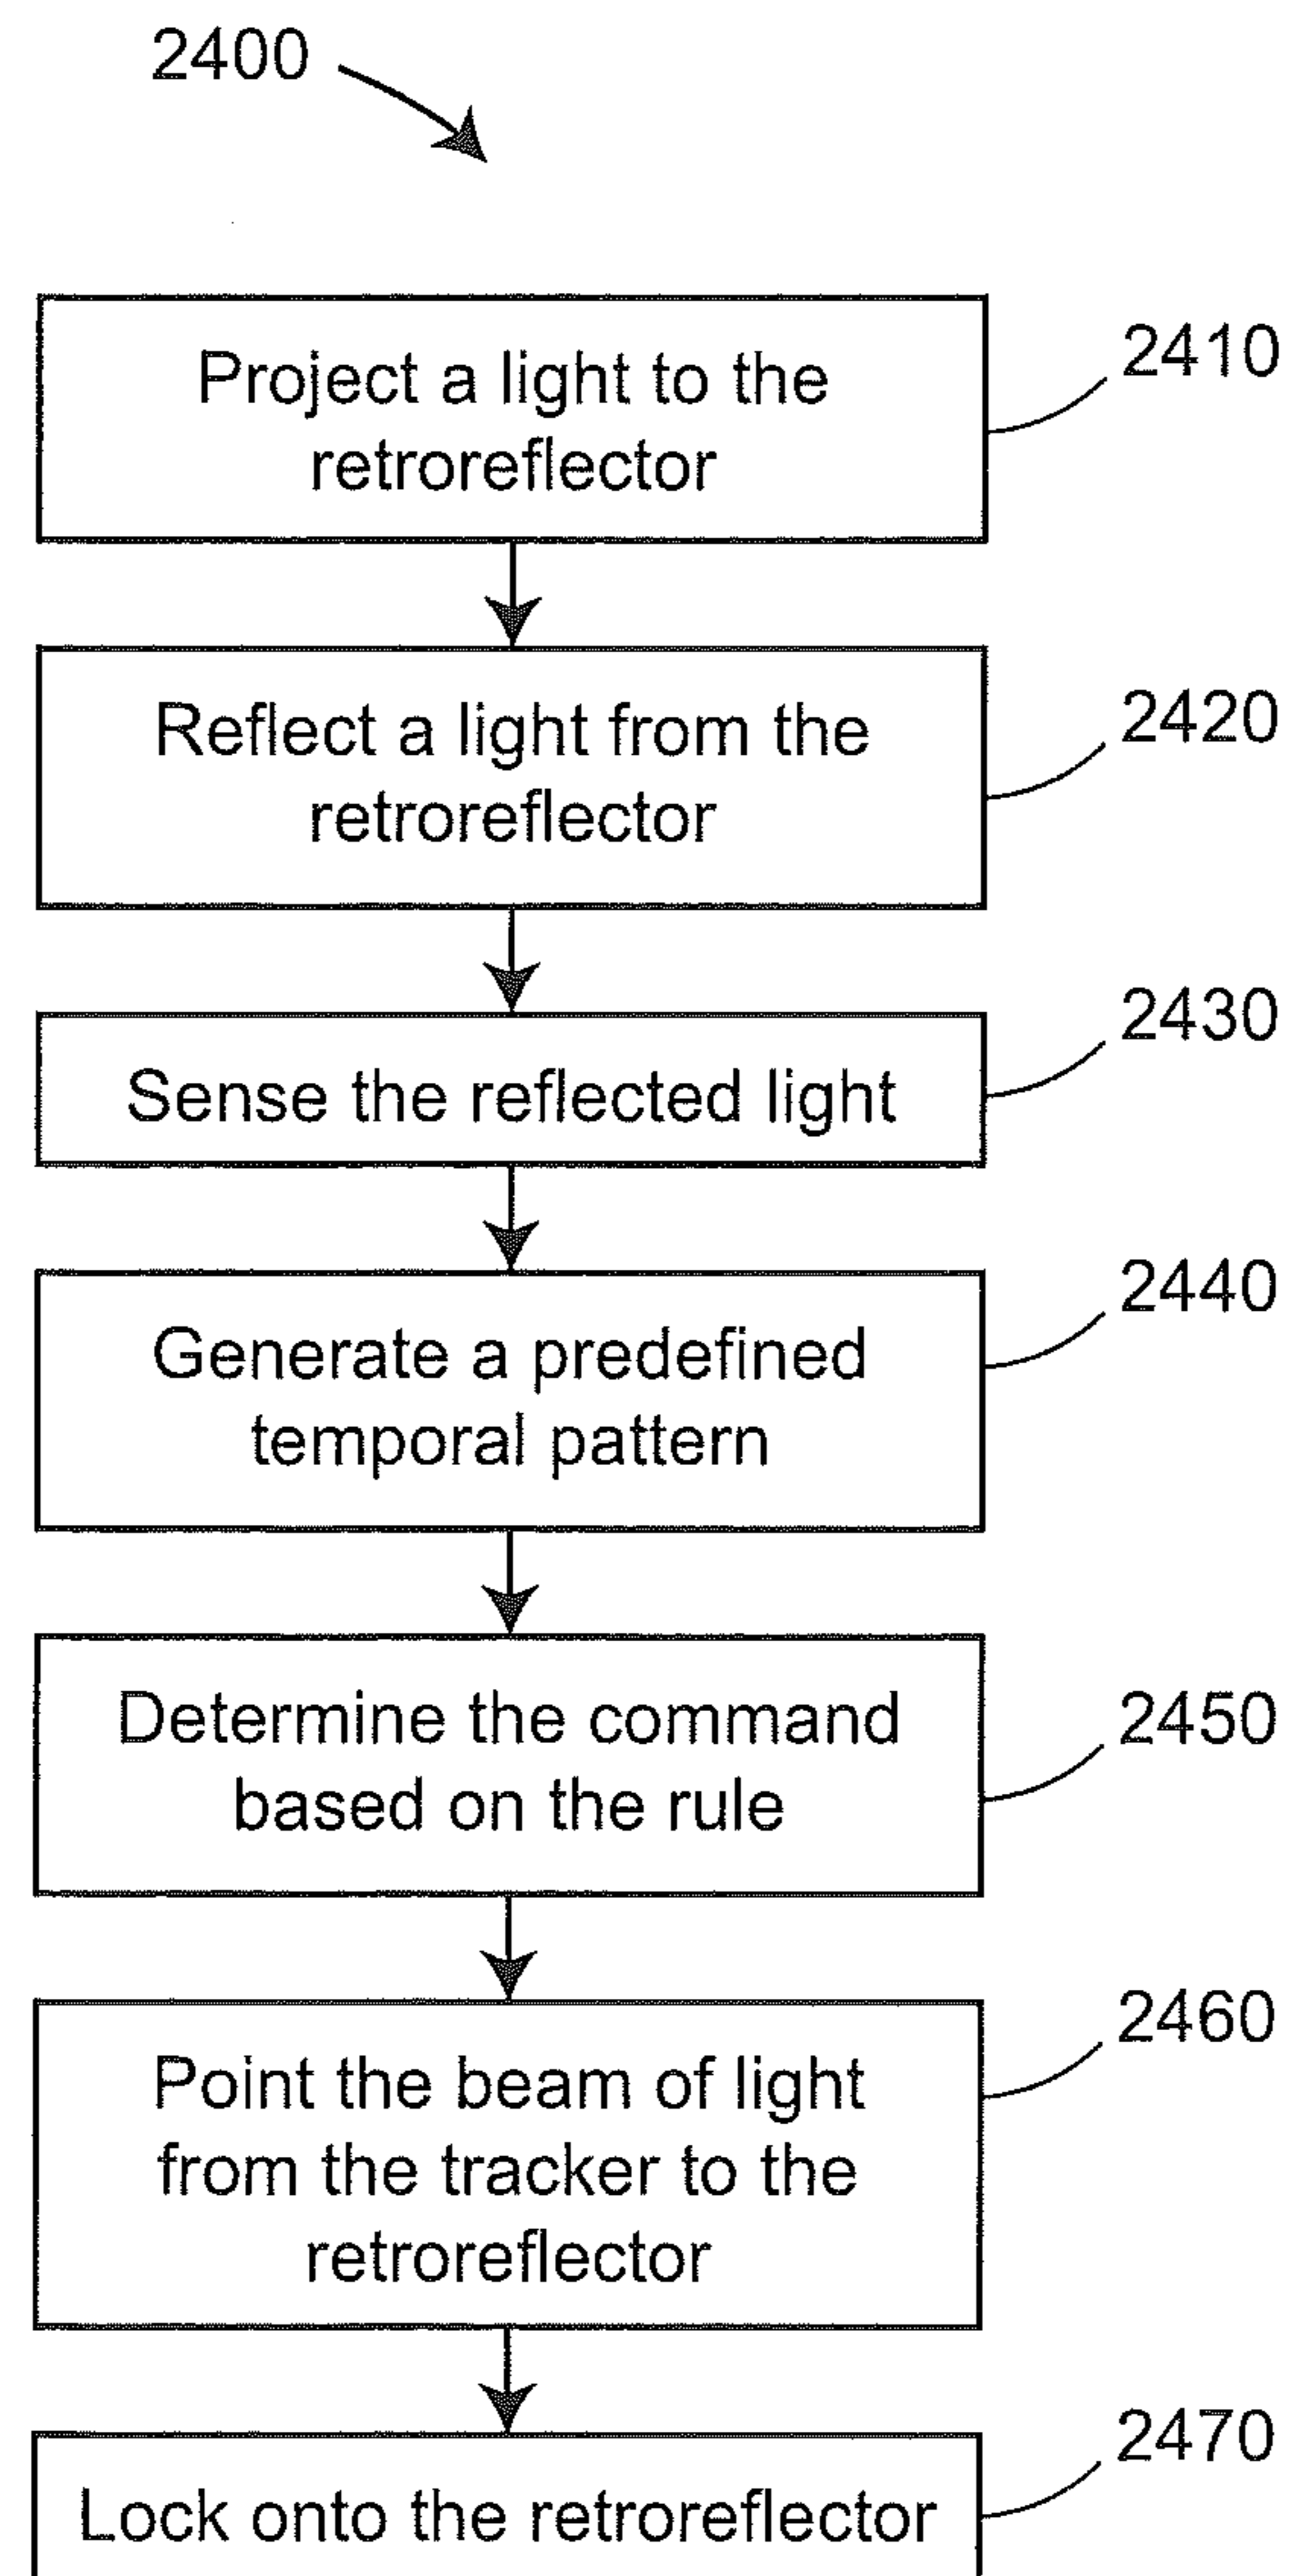 2400
Project a light to the
retroreflector
2410
Reflect a light from the
retroreflector
2420
Sense the reflected light
2430
Generate a predefined
temporal pattern
2440
Determine the command
based on the rule
2450
Point the beam of light
from the tracker to the
retroreflector
2460
Lock onto the retroreflector
2470